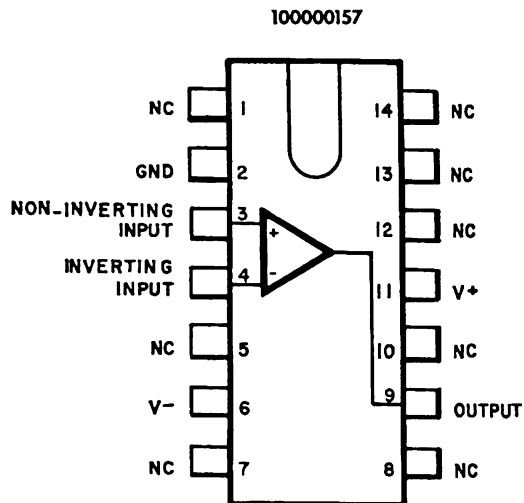 100000157
NC 1 14 NC
GND 2 13 NC
NON-INVERTING
INPUT 3 + 12 NC
INVERTING
INPUT 4 - 11 V+
NC 5 10 NC
V- 6 9 OUTPUT
NC 7 8 NC